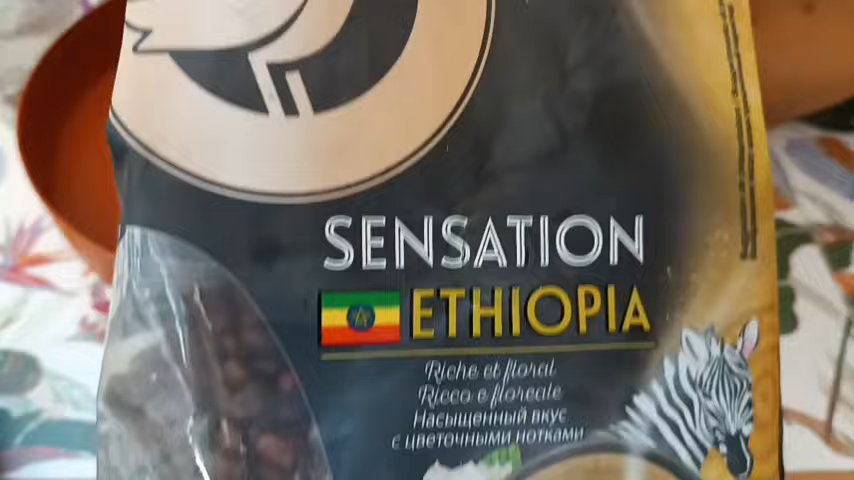 SENSATION
ETHIOPIA
Riche et floral
Ricco e floreale
Насыщенный вкус
с цветочными нотками